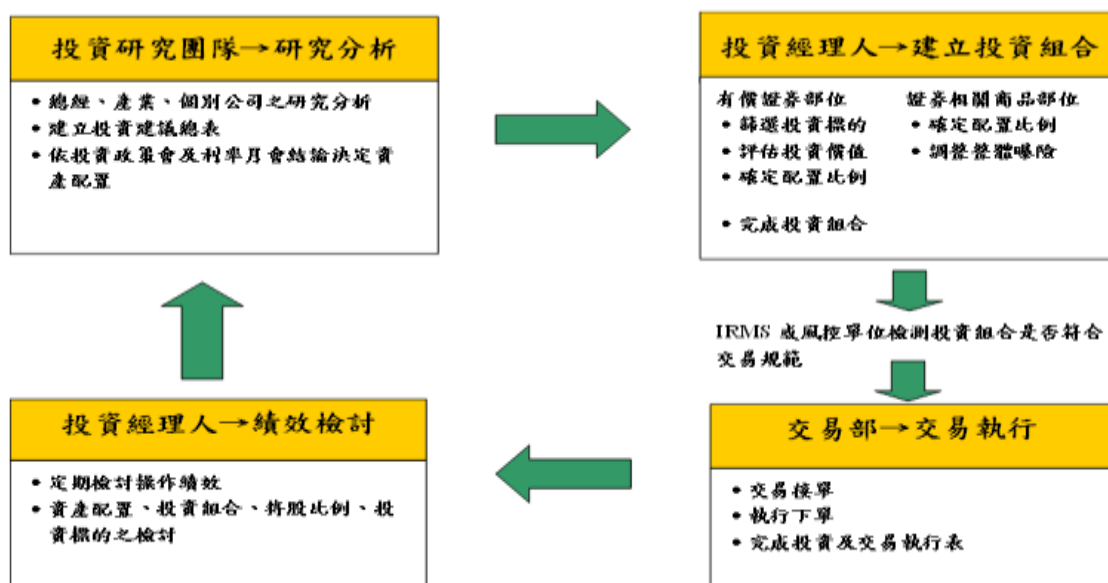 投資研究團隊→研究分析
• 總經、產業、個別公司之研究分析
• 建立投資建議總表
• 依投資政策會及利率月會結論決定資
產配置
投資經理人→建立投資組合
有價證券部位
• 篩選投資標的
• 評估投資價值
• 確定配置比例
• 完成投資組合
證券相關商品部位
• 確定配置比例
• 調整整體曝險
IRMS 或風控單位檢測投資組合是否符合
交易規範
交易部→交易執行
• 交易接單
• 執行下單
• 完成投資及交易執行表
投資經理人→績效檢討
• 定期檢討操作績效
• 資產配置、投資組合、持股比例、投
資標的之檢討